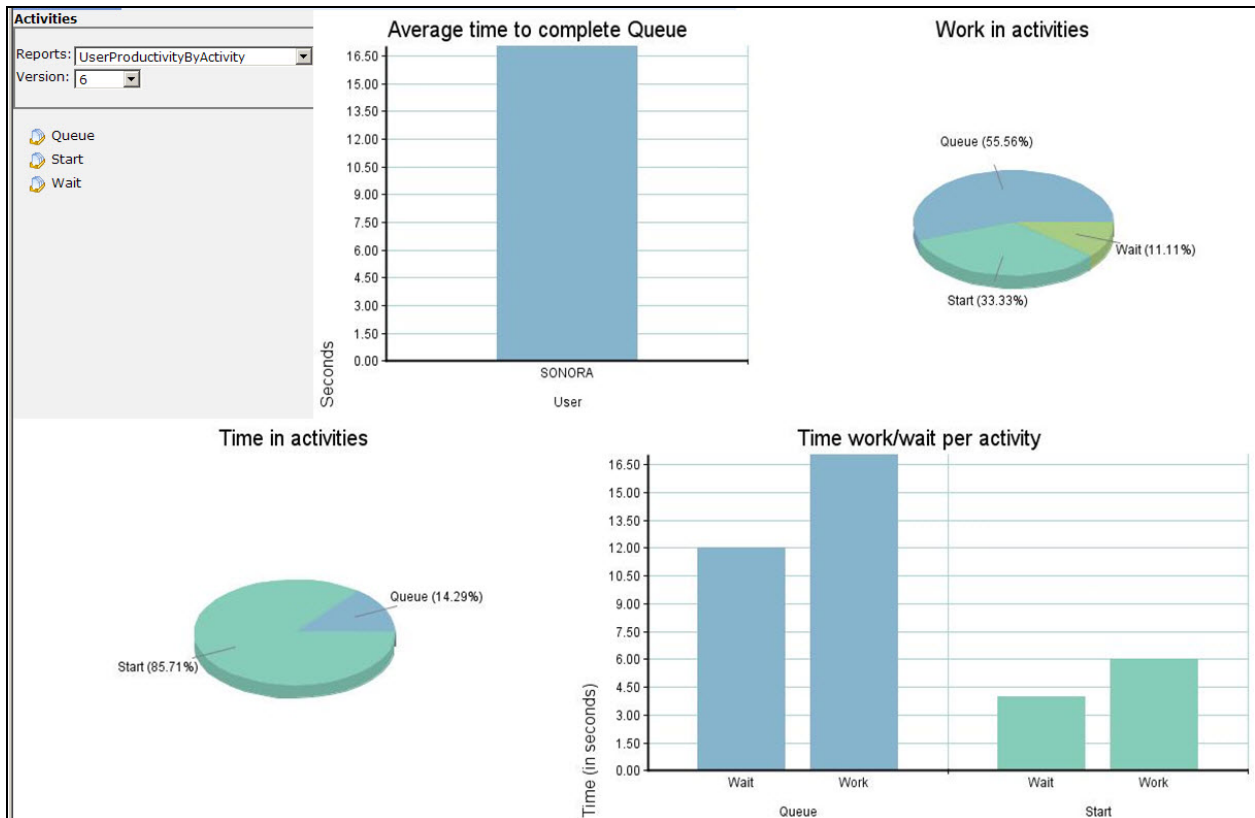 Activities
Reports: UserProductivityByActivity
Version: 6
Queue
Start
Wait
Average time to complete Queue
16.50
15.00
13.50
12.00
10.50
9.00
7.50
6.00
4.50
3.00
1.50
0.00
Seconds
SONORA
User
Work in activities
Queue (55.56%)
Wait (11.11%)
Start (33.33%)
Time in activities
Queue (14.29%)
Start (85.71%)
Time work/wait per activity
16.50
15.00
13.50
12.00
10.50
9.00
7.50
6.00
4.50
3.00
1.50
0.00
Time (in seconds)
Wait Work Wait Work
Queue Start